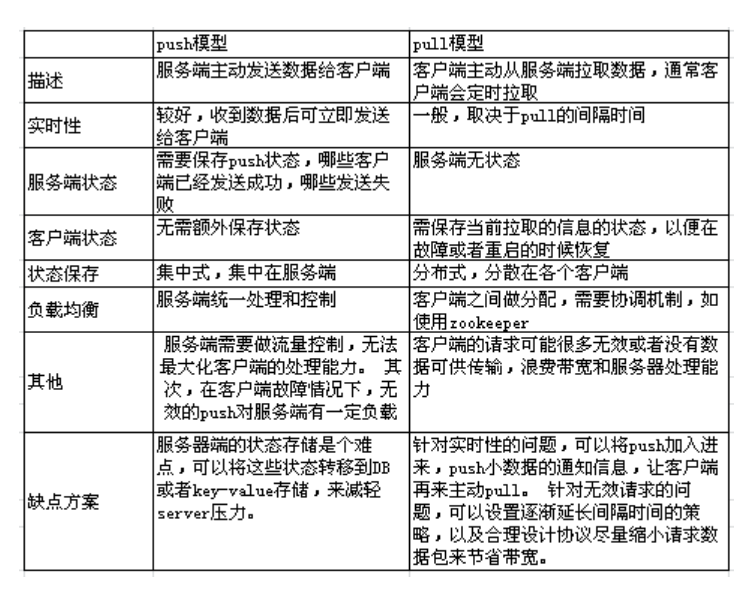 push模型
pull模型
描述
服务端主动发送数据给客户端
客户端主动从服务端拉取数据，通常客
户端会定时拉取
实时性
较好，收到数据后可立即发送
给客户端
一般，取决于pull的间隔时间
服务端状态
需要保存push状态，哪些客户
端已经发送成功，哪些发送失
败
服务端无状态
客户端状态
无需额外保存状态
需保存当前拉取的信息的状态，以便在
故障或者重启的时候恢复
状态保存
集中式，集中在服务端
分布式，分散在各个客户端
负载均衡
服务端统一处理和控制
客户端之间做分配，需要协调机制，如
使用zookeeper
其他
服务端需要做流量控制，无法
最大化客户端的处理能力。 其
次，在客户端故障情况下，无
效的push对服务端有一定负载
客户端的请求可能很多无效或者没有数
据可供传输，浪费带宽和服务器处理能
力
缺点方案
服务器端的状态存储是个难
点，可以将这些状态转移到DB
或者key-value存储，来减轻
server压力。
针对实时性的问题，可以将push加入进
来，push小数据的通知信息，让客户端
再来主动pull。 针对无效请求的问
题，可以设置逐渐延长间隔时间的策
略，以及合理设计协议尽量缩小请求数
据包来节省带宽。